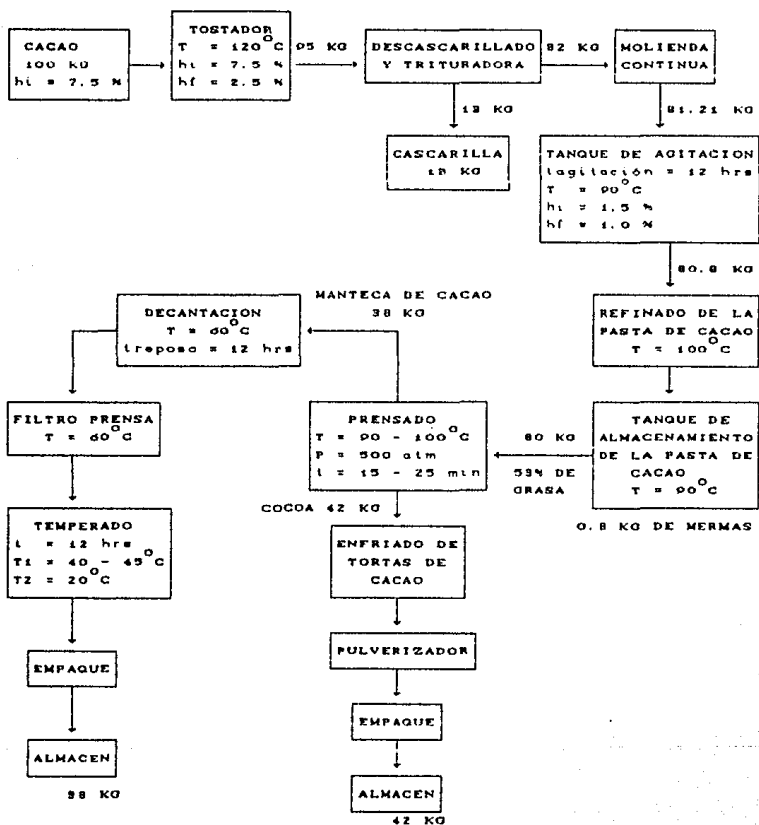 CACAO
100 KG
hi = 7.5 %
TOSTADOR
T = 120°C
hi = 7.5 %
hf = 2.5 %
95 KG
DESCASCARILLADO
Y TRITURADORA
82 KG
MOLIENDA
CONTINUA
13 KG
CASCARILLA
13 KG
81.21 KG
TANQUE DE AGITACION
tagitación = 12 hrs
T = 90°C
hi = 1.5 %
hf = 1.0 %
80.8 KG
REFINADO DE LA
PASTA DE CACAO
T = 100°C
TANQUE DE
ALMACENAMIENTO
DE LA PASTA DE
CACAO
T = 90°C
0.8 KG DE MERMAS
80 KG
53% DE
GRASA
PRENSADO
T = 90 - 100°C
P = 500 atm
t = 15 - 25 min
MANTECA DE CACAO
38 KG
DECANTACION
T = 60°C
treposo = 12 hrs
FILTRO PRENSA
T = 60°C
TEMPERADO
t = 12 hrs
T1 = 40 - 45°C
T2 = 20°C
EMPAQUE
ALMACEN
38 KG
COCOA 42 KG
ENFRIADO DE
TORTAS DE
CACAO
PULVERIZADOR
EMPAQUE
ALMACEN
42 KG